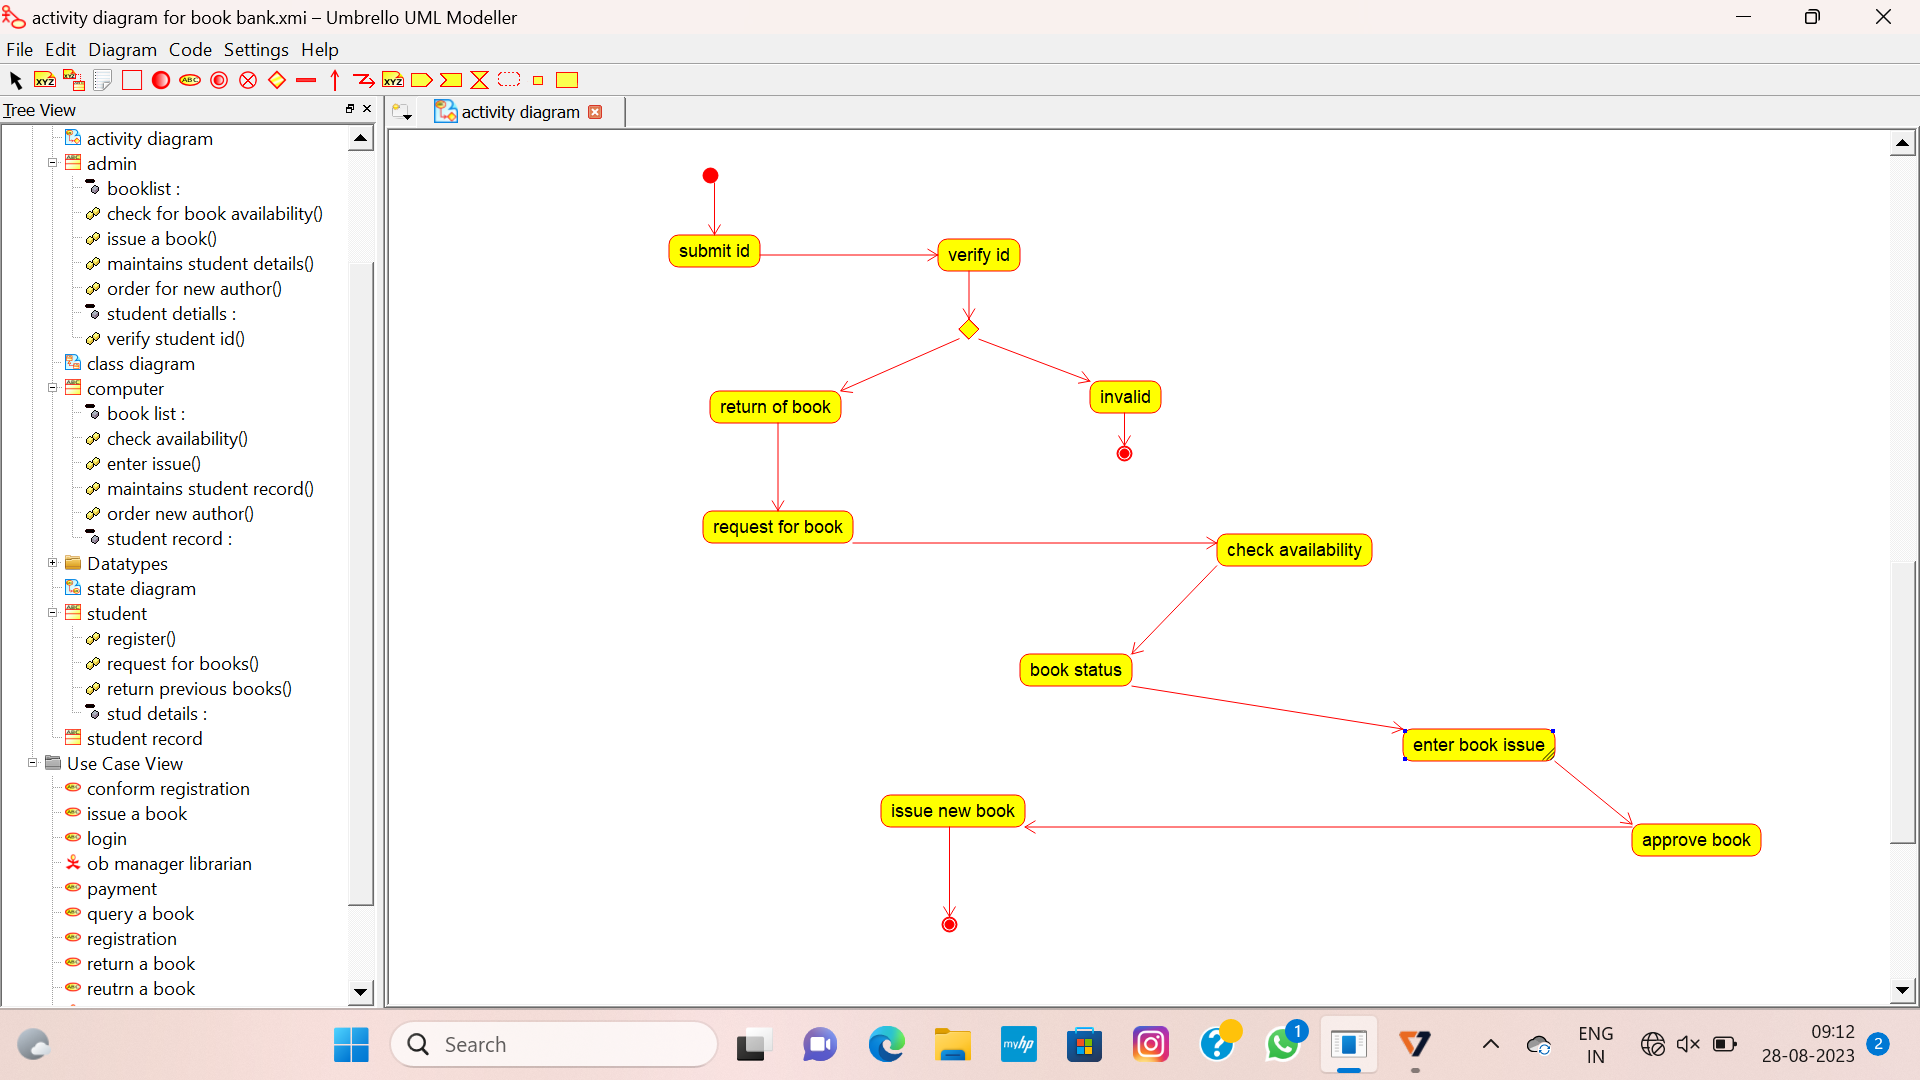 activity diagram for book bank.xmi – Umbrello UML Modeller
File Edit Diagram Code Settings Help
Tree View
activity diagram
activity diagram
admin
booklist :
check for book availability()
issue a book()
maintains student details()
order for new author()
student detialls :
verify student id()
class diagram
computer
book list :
check availability()
enter issue()
maintains student record()
order new author()
student record :
Datatypes
state diagram
student
register()
request for books()
return previous books()
stud details :
student record
Use Case View
conform registration
issue a book
login
ob manager librarian
payment
query a book
registration
return a book
reutrn a book
submit id
verify id
return of book
invalid
request for book
check availability
book status
enter book issue
issue new book
approve book
Search
myhp
1
ENG
IN
09:12
28-08-2023
2